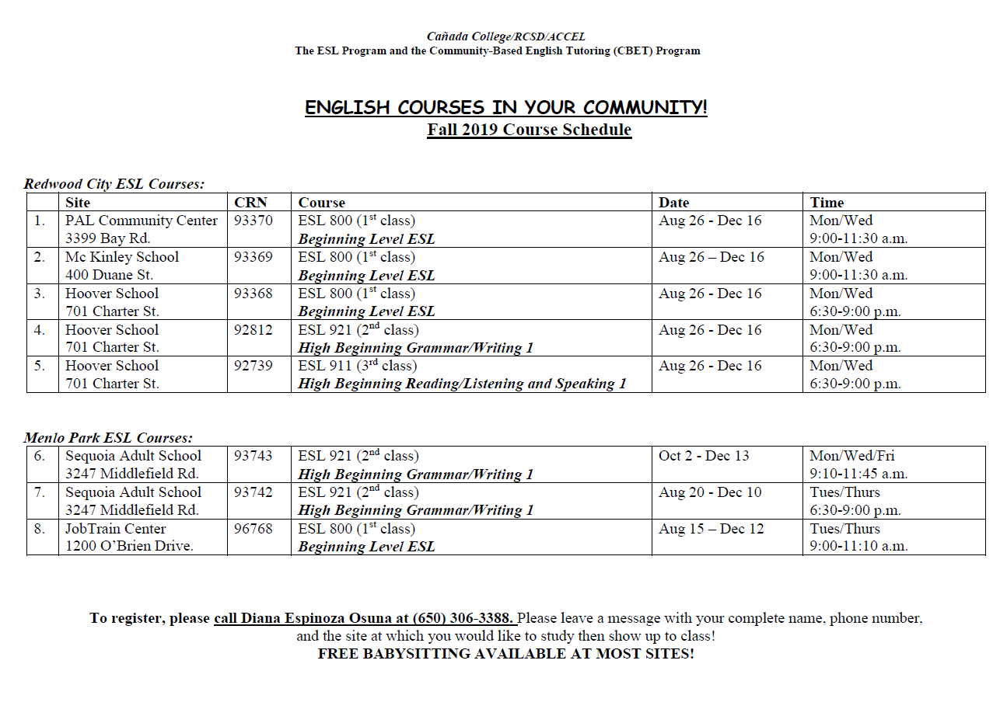 Cañada College/RCSD/ACCEL
The ESL Program and the Community-Based English Tutoring (CBET) Program
ENGLISH COURSES IN YOUR COMMUNITY!
Fall 2019 Course Schedule
Redwood City ESL Courses:
Site CRN Course Date Time
1. PAL Community Center 93370 ESL 800 (1st class) Aug 26 - Dec 16 Mon/Wed
3399 Bay Rd. Beginning Level ESL 9:00-11:30 a.m.
2. Mc Kinley School 93369 ESL 800 (1st class) Aug 26 – Dec 16 Mon/Wed
400 Duane St. Beginning Level ESL 9:00-11:30 a.m.
3. Hoover School 93368 ESL 800 (1st class) Aug 26 - Dec 16 Mon/Wed
701 Charter St. Beginning Level ESL 6:30-9:00 p.m.
4. Hoover School 92812 ESL 921 (2nd class) Aug 26 - Dec 16 Mon/Wed
701 Charter St. High Beginning Grammar/Writing 1 6:30-9:00 p.m.
5. Hoover School 92739 ESL 911 (3rd class) Aug 26 - Dec 16 Mon/Wed
701 Charter St. High Beginning Reading/Listening and Speaking 1 6:30-9:00 p.m.
Menlo Park ESL Courses:
6. Sequoia Adult School 93743 ESL 921 (2nd class) Oct 2 - Dec 13 Mon/Wed/Fri
3247 Middlefield Rd. High Beginning Grammar/Writing 1 9:10-11:45 a.m.
7. Sequoia Adult School 93742 ESL 921 (2nd class) Aug 20 - Dec 10 Tues/Thurs
3247 Middlefield Rd. High Beginning Grammar/Writing 1 6:30-9:00 p.m.
8. JobTrain Center 96768 ESL 800 (1st class) Aug 15 – Dec 12 Tues/Thurs
1200 O’Brien Drive. Beginning Level ESL 9:00-11:10 a.m.
To register, please call Diana Espinoza Osuna at (650) 306-3388. Please leave a message with your complete name, phone number,
and the site at which you would like to study then show up to class!
FREE BABYSITTING AVAILABLE AT MOST SITES!